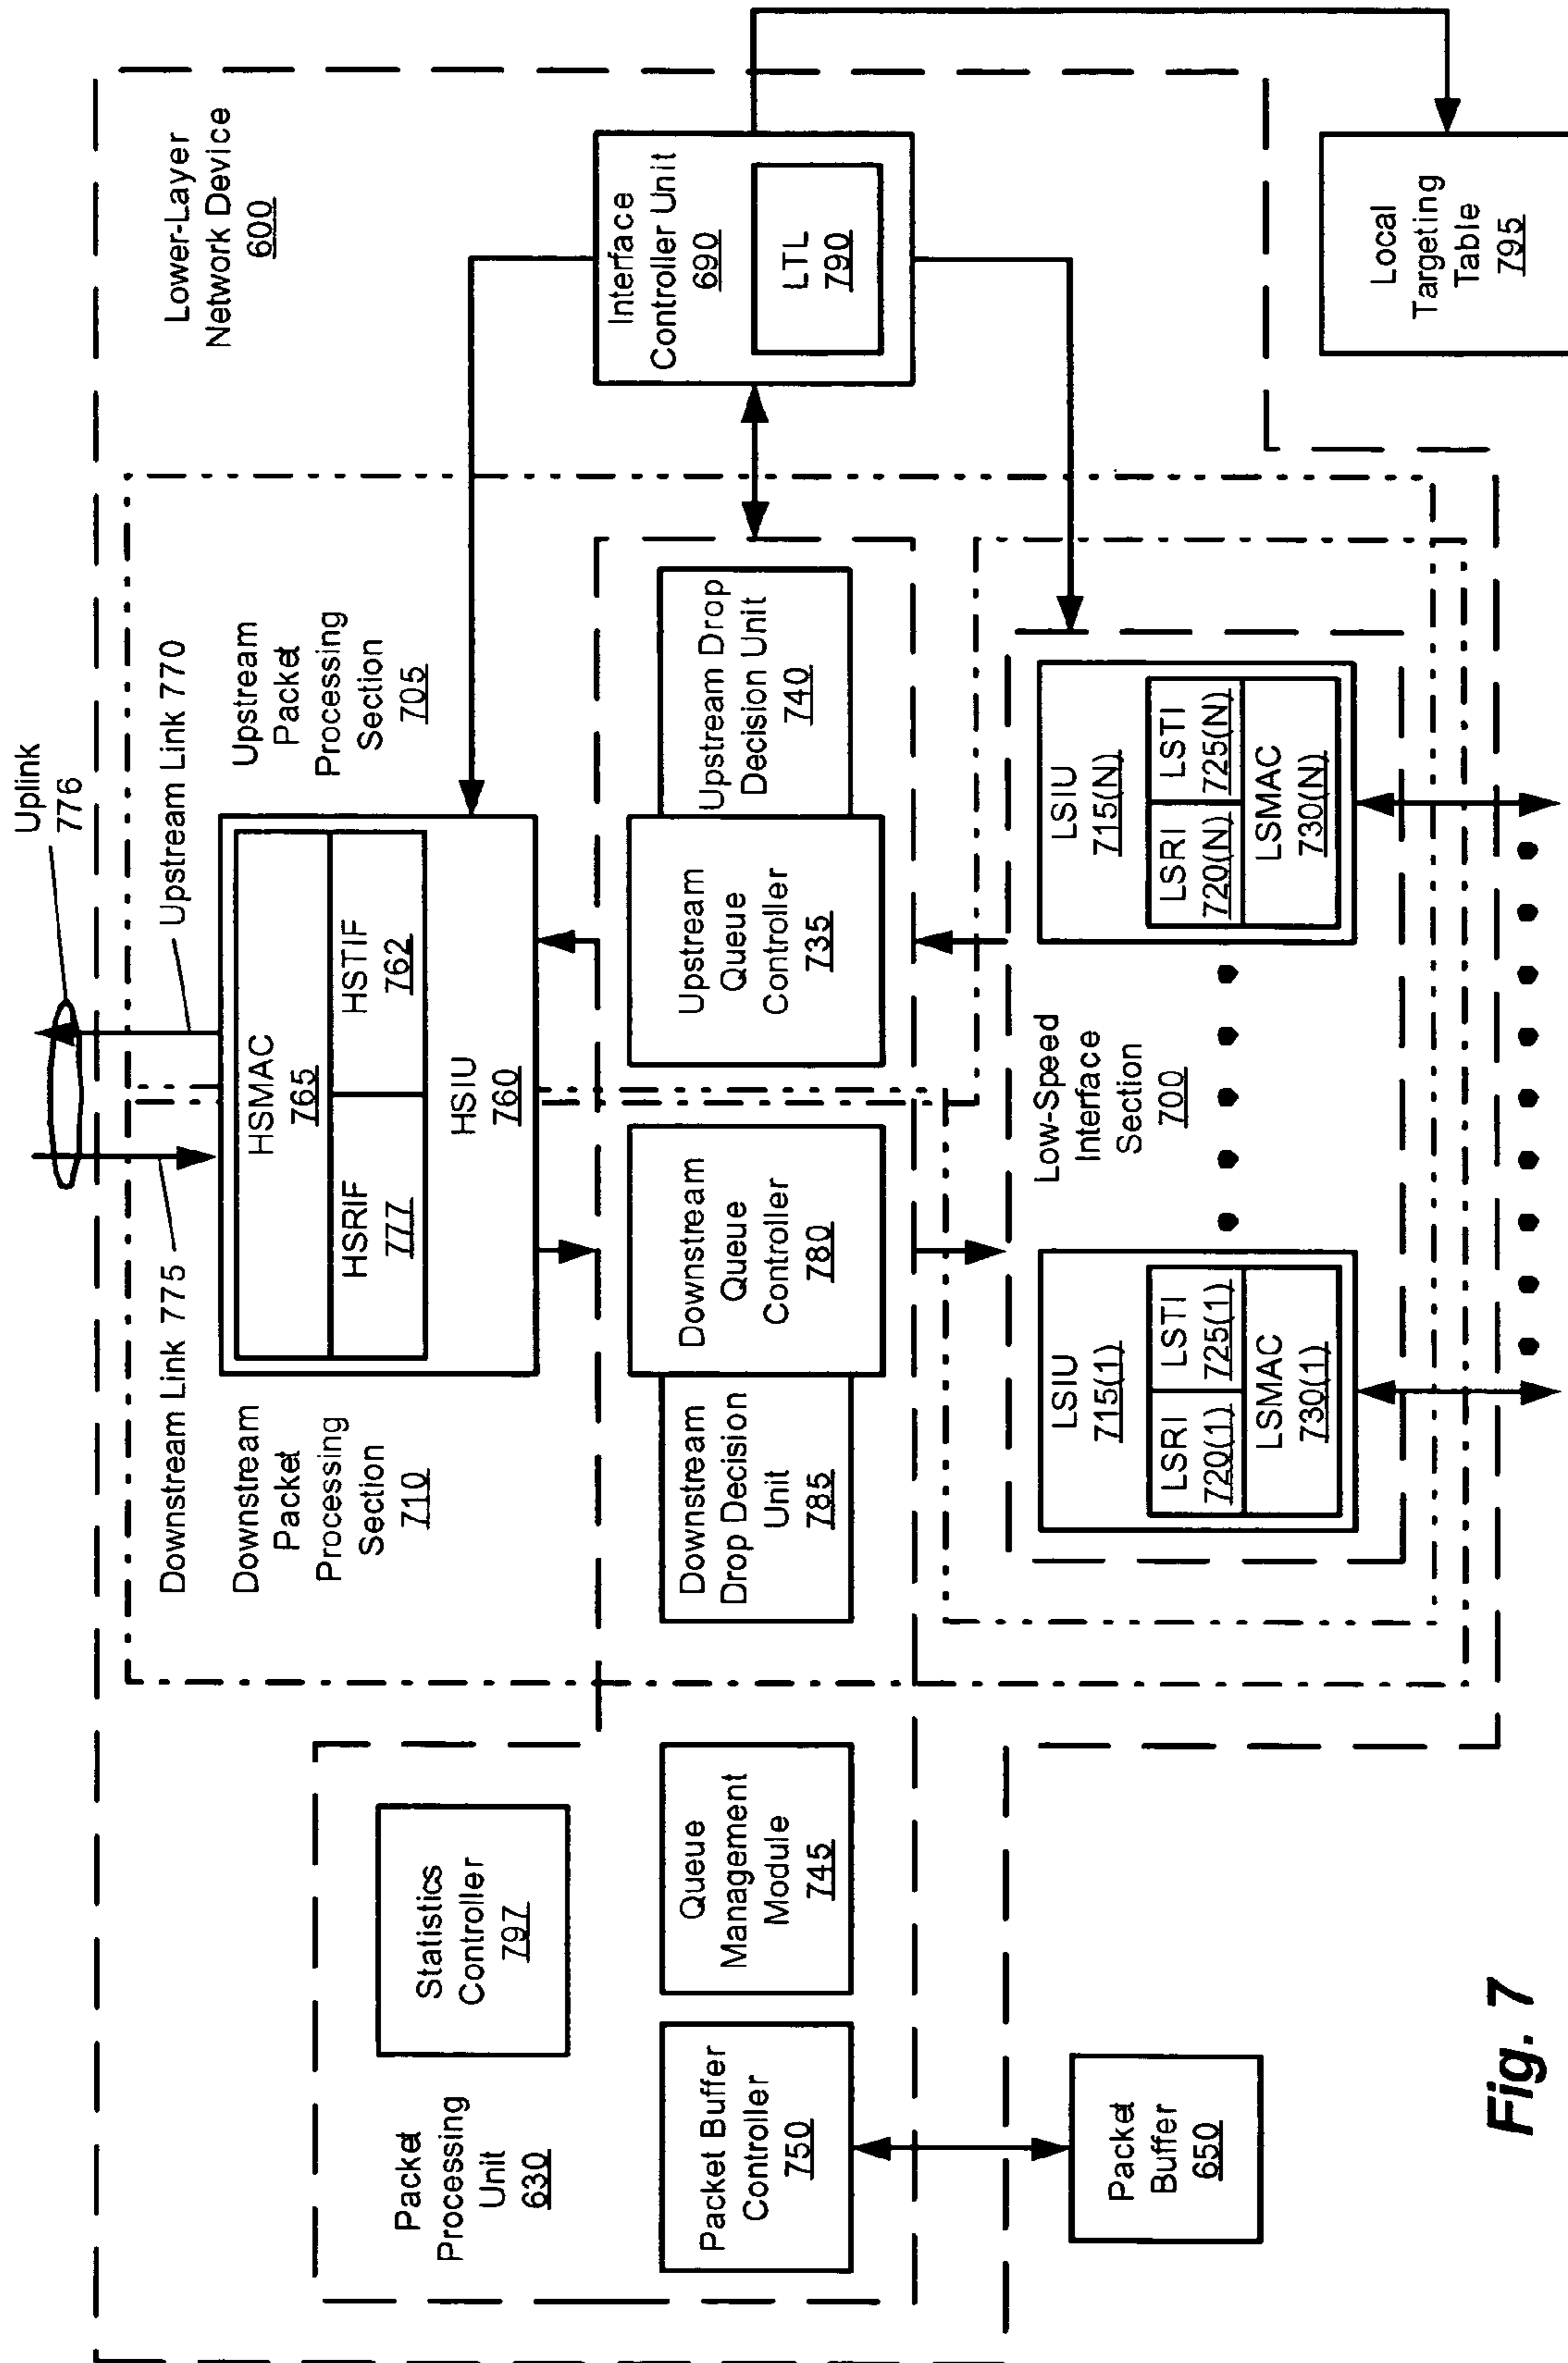 Uplink
776
Upstream Link 770
Downstream Link 775
Lower-Layer
Network Device
600
Downstream
Packet
Processing
Section
710
HSMAC
765
HSRIF
777
HSTIF
762
HSIU
760
Upstream
Packet
Processing
Section
705
Interface
Controller Unit
690
LTL
790
Packet
Processing
Unit
630
Statistics
Controller
797
Packet Buffer
Controller
750
Queue
Management
Module
745
Downstream
Drop Decision
Unit
785
Downstream
Queue
Controller
780
Upstream
Queue
Controller
735
Upstream Drop
Decision Unit
740
Packet
Buffer
650
LSIU
715(1)
LSRI
720(1)
LSTI
725(1)
LSMAC
730(1)
Low-Speed
Interface
Section
700
LSIU
715(N)
LSRI
720(N)
LSTI
725(N)
LSMAC
730(N)
Local
Targeting
Table
795
Fig. 7